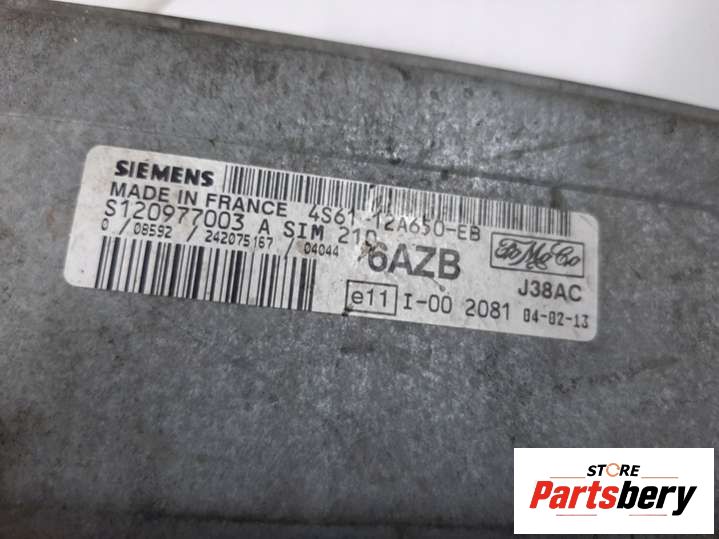 SIEMENS
MADE IN FRANCE 4S61-12A650-EB
S120977003 A SIM 210
0 / 08592 / 242075167 / 04044
6AZB
FoMoCo
J38AC
e11 I-00 2081 04-02-13
STORE
Partsbery